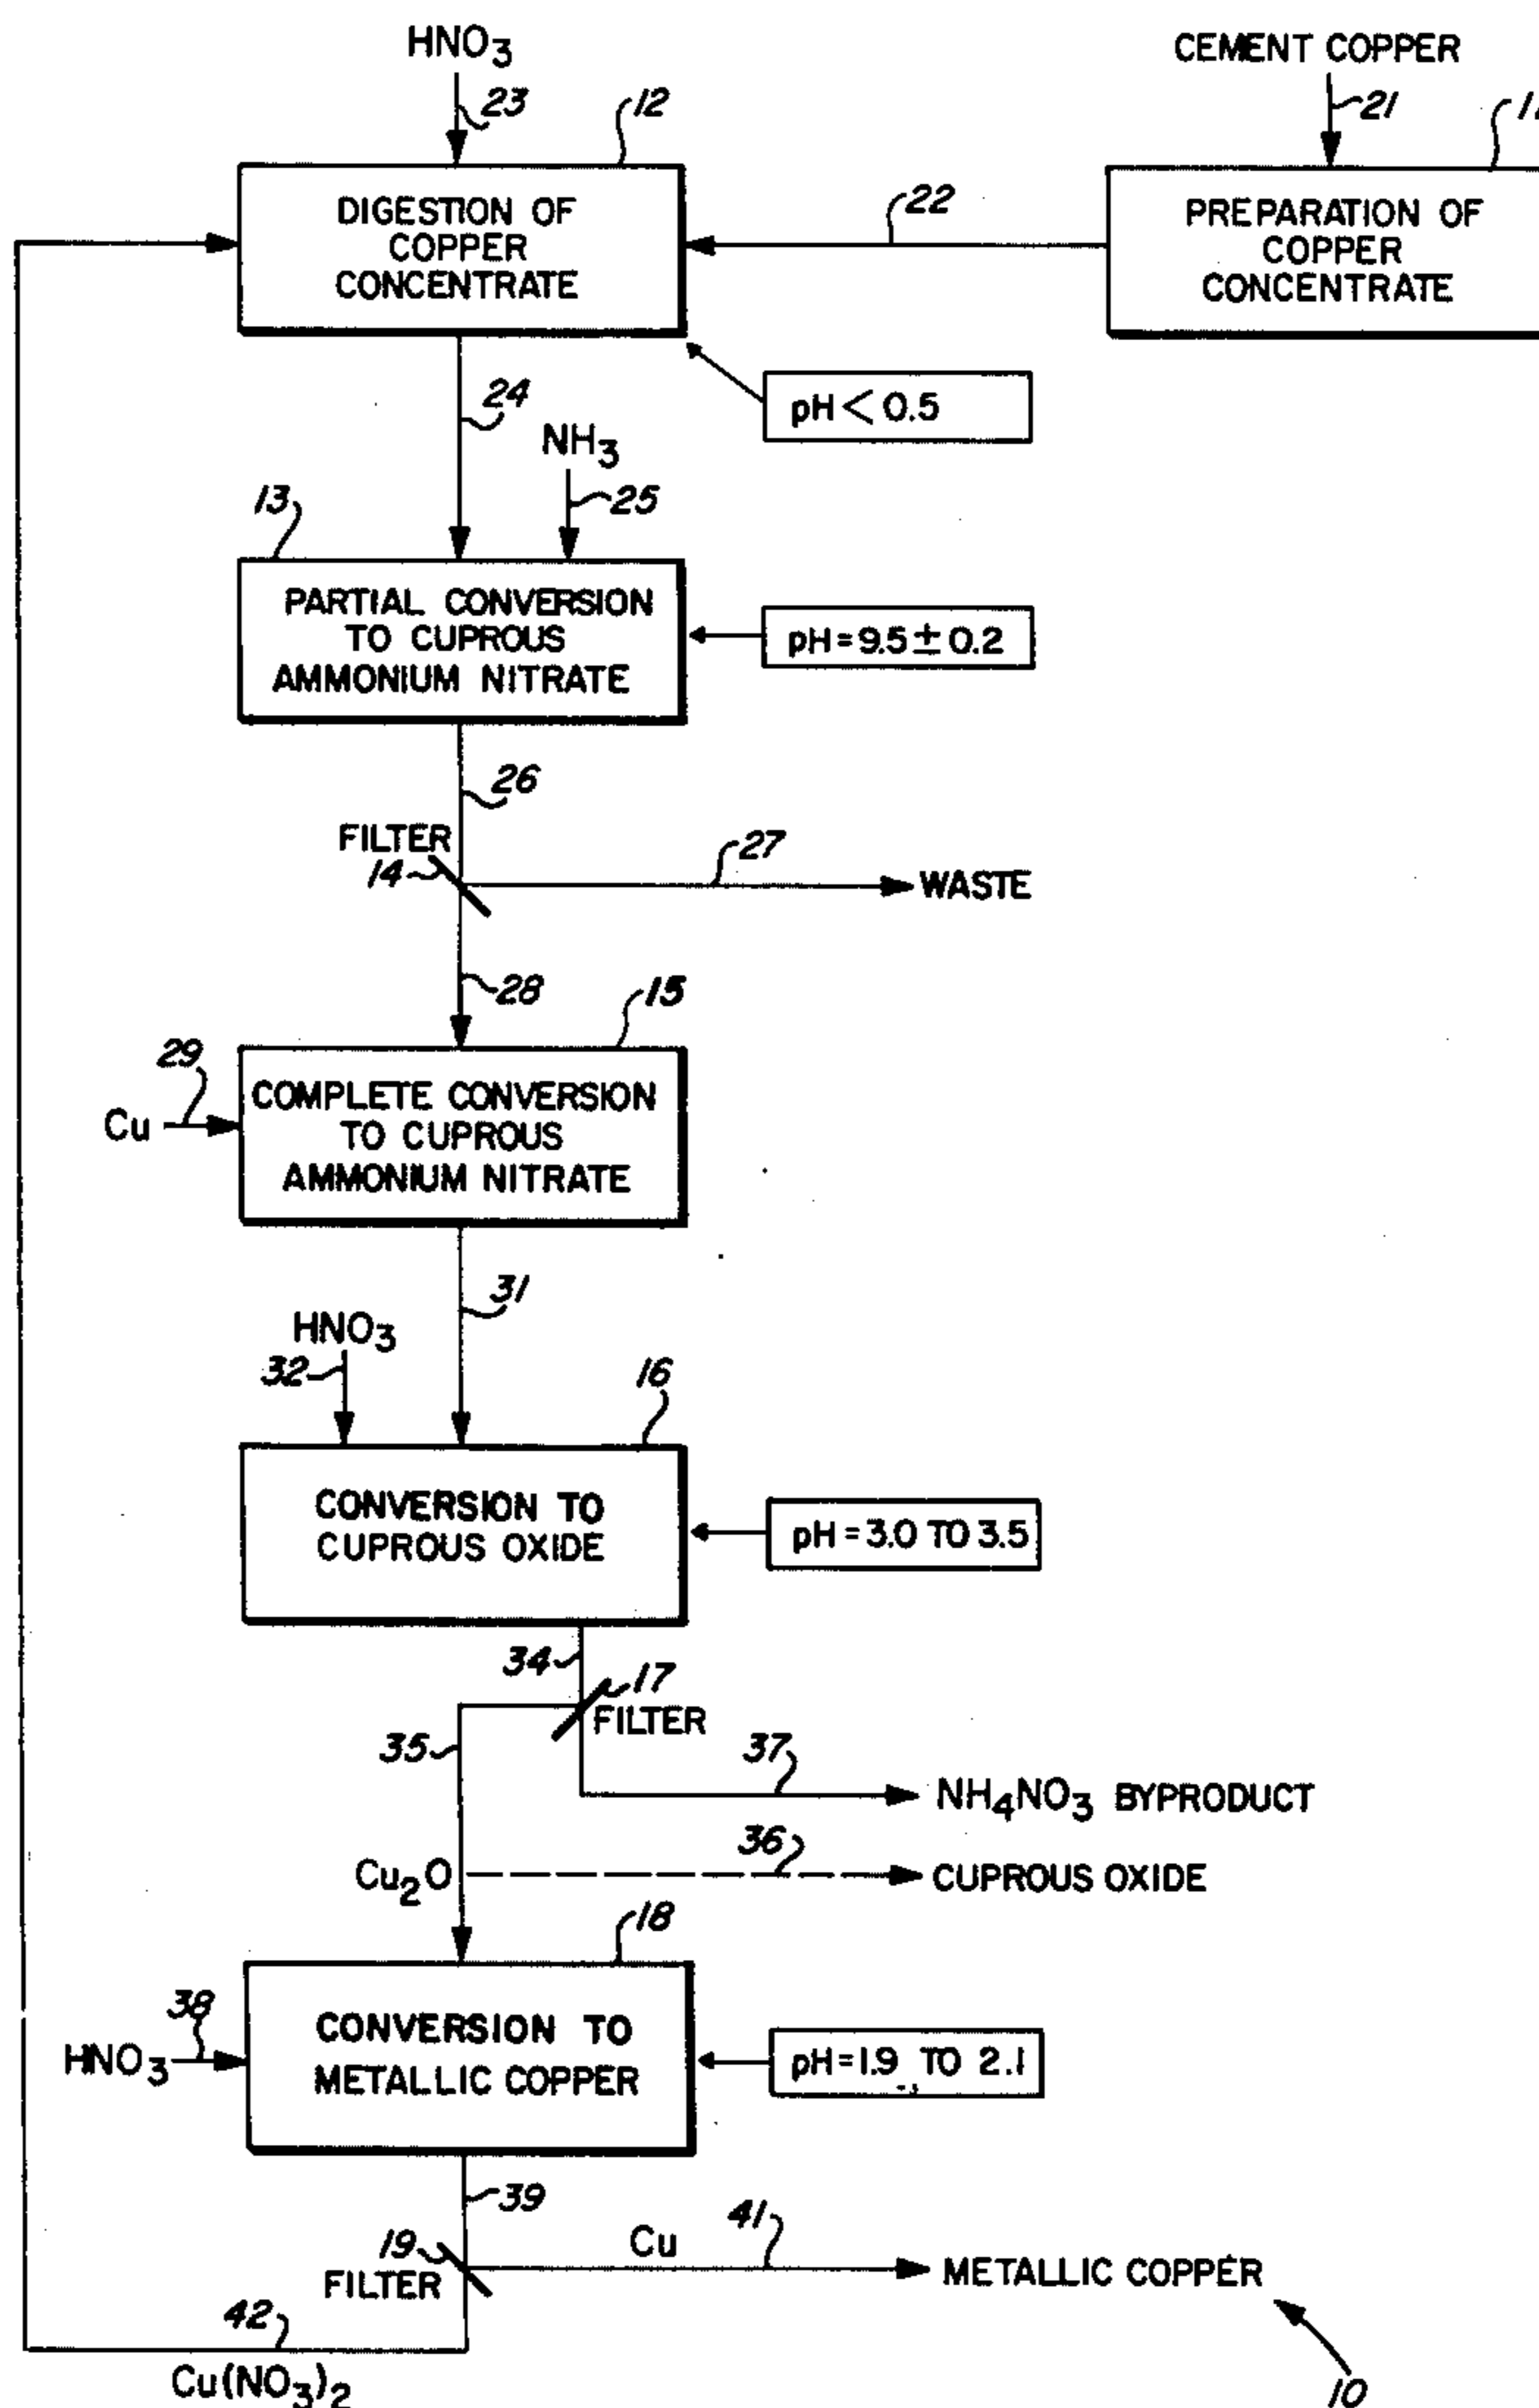 HNO3
CEMENT COPPER
23
12
21
11
DIGESTION OF
COPPER
CONCENTRATE
22
PREPARATION OF
COPPER
CONCENTRATE
pH < 0.5
24
NH3
25
13
PARTIAL CONVERSION
TO CUPROUS
AMMONIUM NITRATE
pH = 9.5 ± 0.2
26
FILTER
14
27
WASTE
28
15
29
Cu
COMPLETE CONVERSION
TO CUPROUS
AMMONIUM NITRATE
31
HNO3
32
16
CONVERSION TO
CUPROUS OXIDE
pH = 3.0 TO 3.5
34
17
FILTER
35
37
NH4NO3 BYPRODUCT
36
Cu2O
CUPROUS OXIDE
18
38
HNO3
CONVERSION TO
METALLIC COPPER
pH = 1.9 TO 2.1
39
19
FILTER
Cu
41
METALLIC COPPER
42
Cu(NO3)2
10